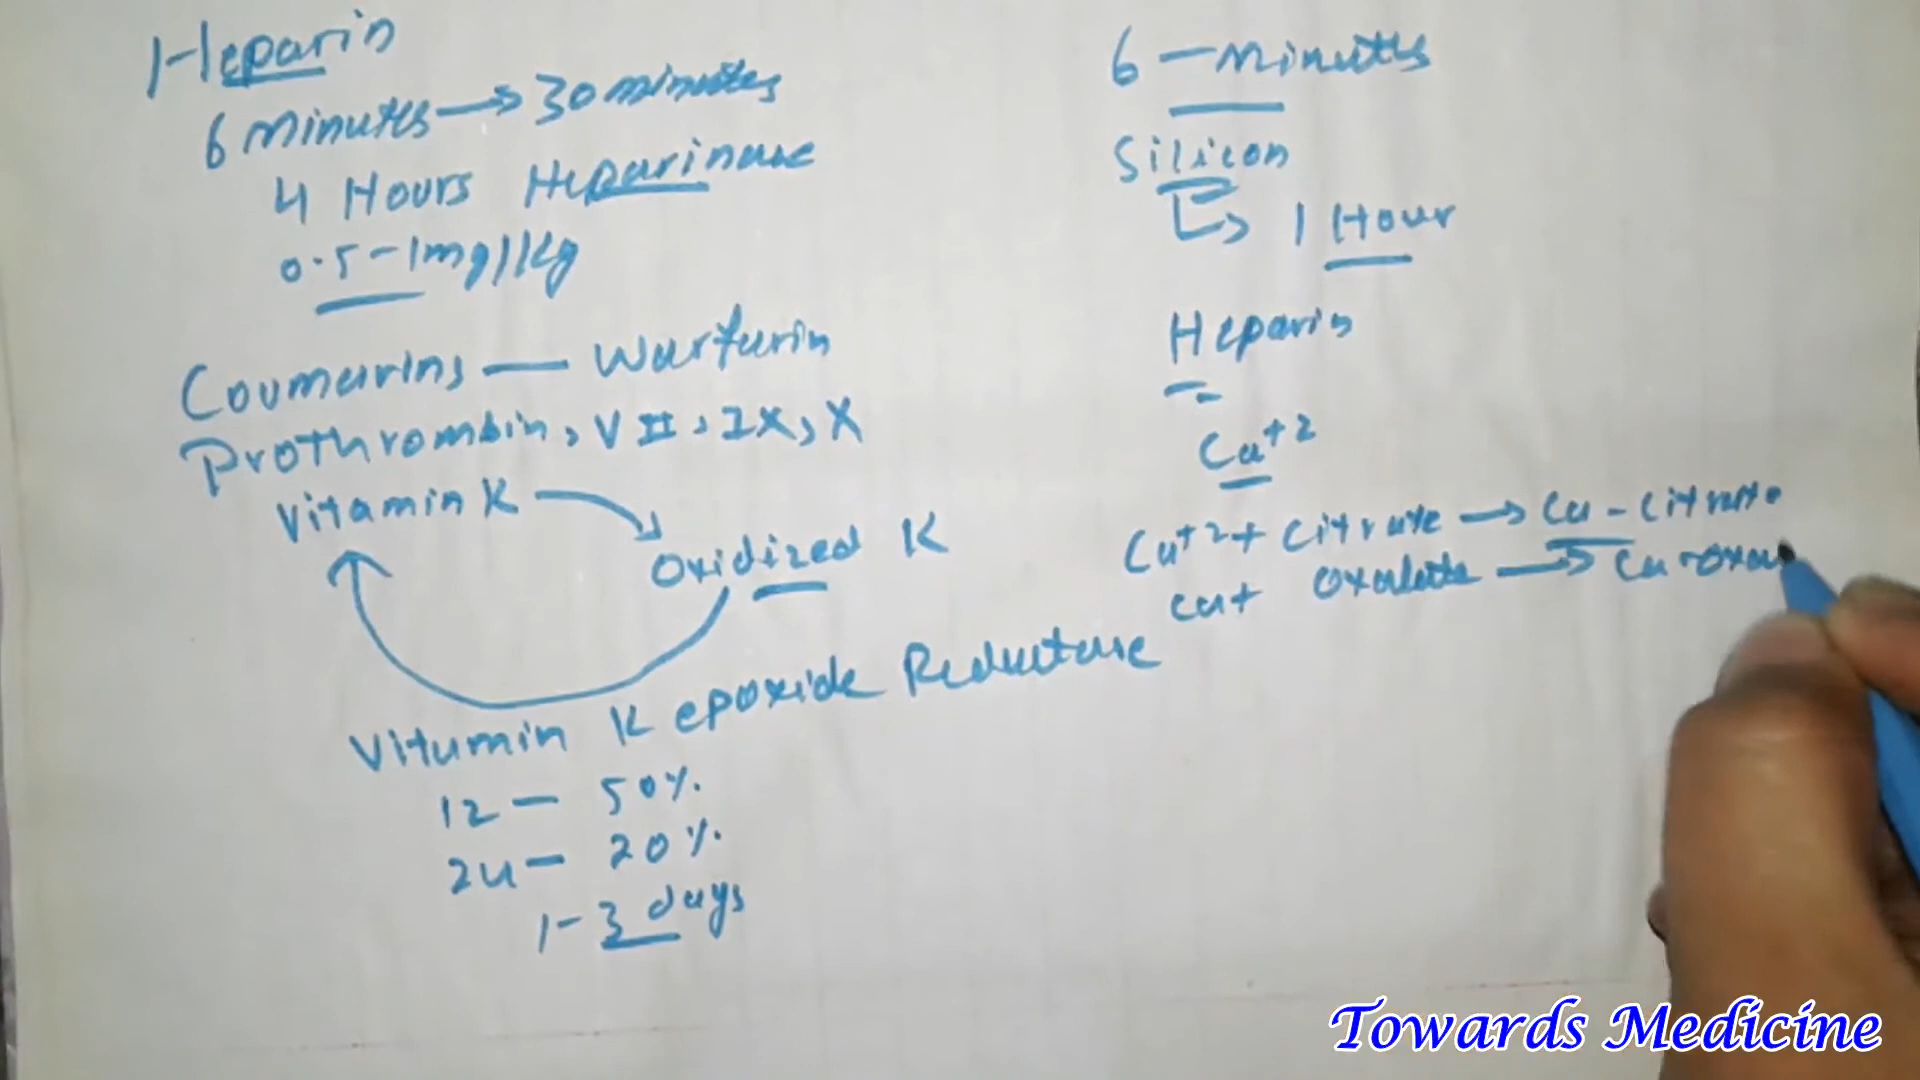 Heparin
6 minutes → 30 minutes
4 Hours Heparinase
0.5-1mg/Kg
Coumarins — Warfarin
Prothrombin, VII, IX, X
Vitamin K → Oxidized K
Vitamin K epoxide Reductase
12 — 50%
24 — 20%
1-3 days
6 — Minutes
Silicon
↳ 1 Hour
Heparin
Ca+2
Ca+2 + Citrate → Ca-Citrate
Ca+ Oxalate → Ca-Oxa
Towards Medicine